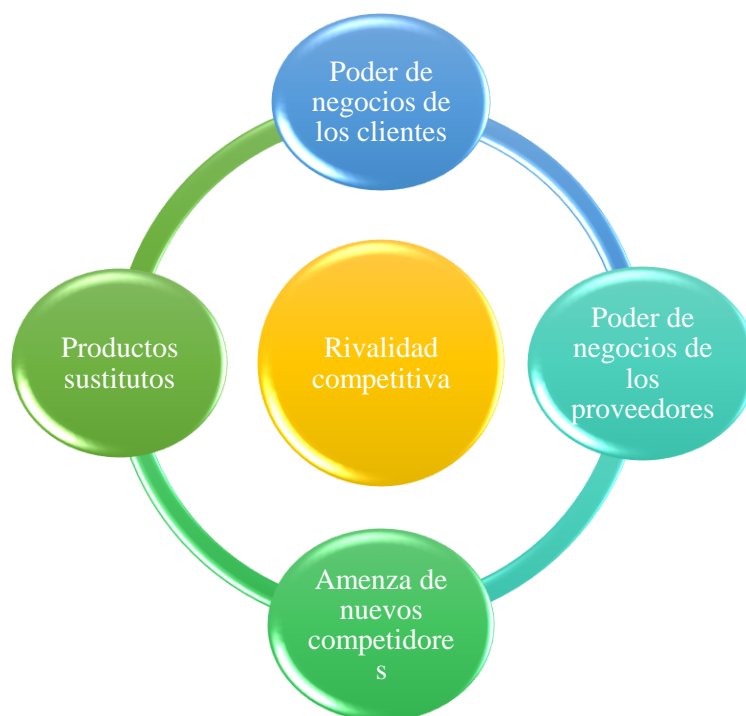 Poder de
negocios de
los clientes
Productos
sustitutos
Rivalidad
competitiva
Poder de
negocios de
los
proveedores
Amenza de
nuevos
competidore
s